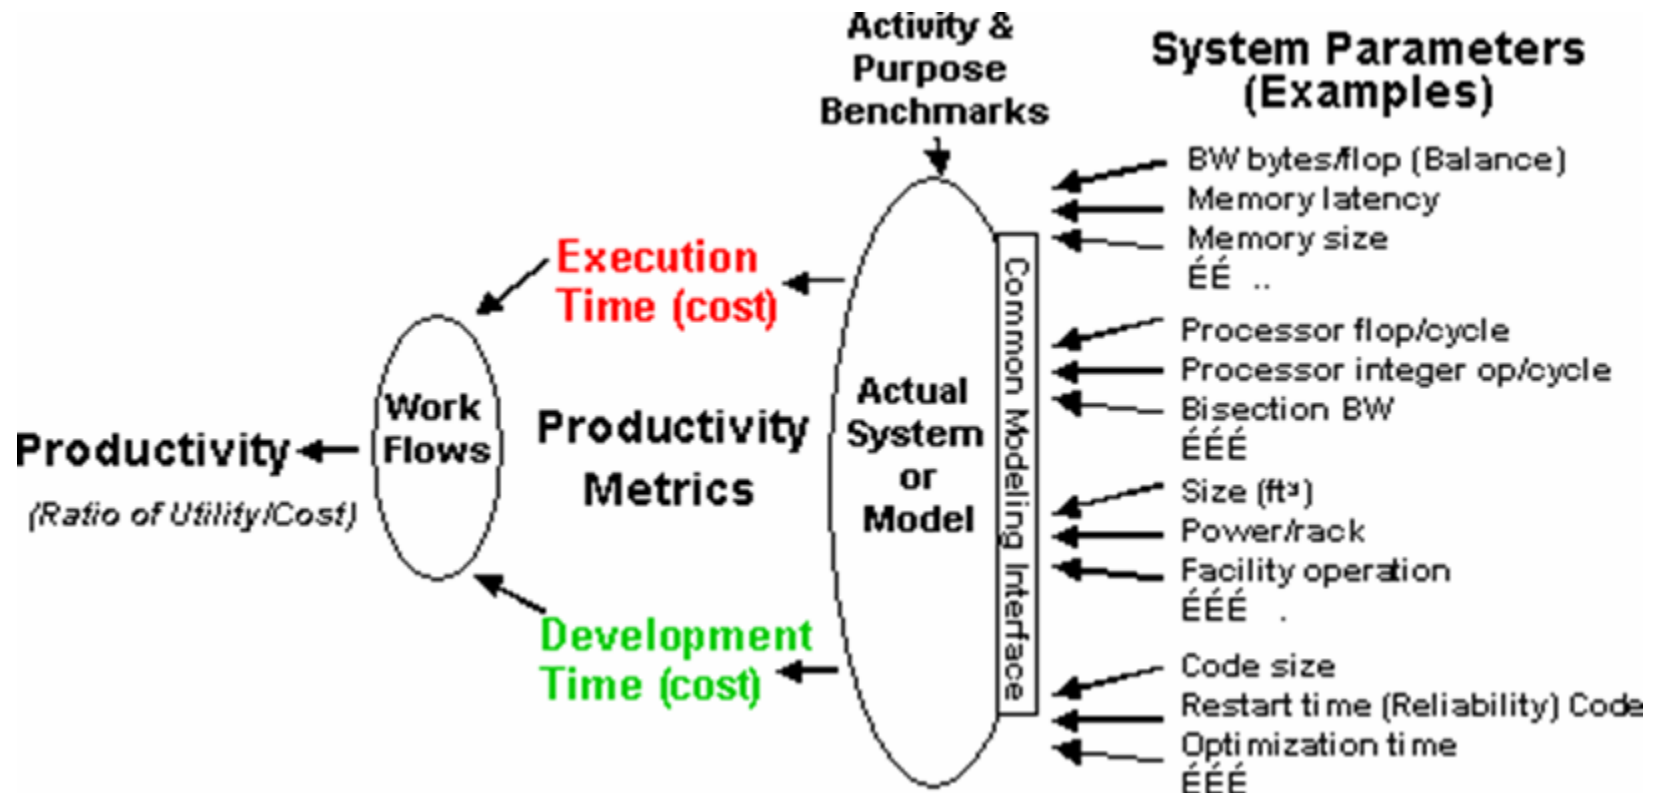 Activity &
Purpose
Benchmarks
System Parameters
(Examples)
BW bytes/flop (Balance)
Memory latency
Memory size
ÉÉ ..
Processor flop/cycle
Processor integer op/cycle
Bisection BW
ÉÉÉ
Size (ft³)
Power/rack
Facility operation
ÉÉÉ .
Code size
Restart time (Reliability) Code
Optimization time
ÉÉÉ
Common Modeling Interface
Actual
System
or
Model
Execution
Time (cost)
Productivity
Metrics
Development
Time (cost)
Work
Flows
Productivity
(Ratio of Utility/Cost)